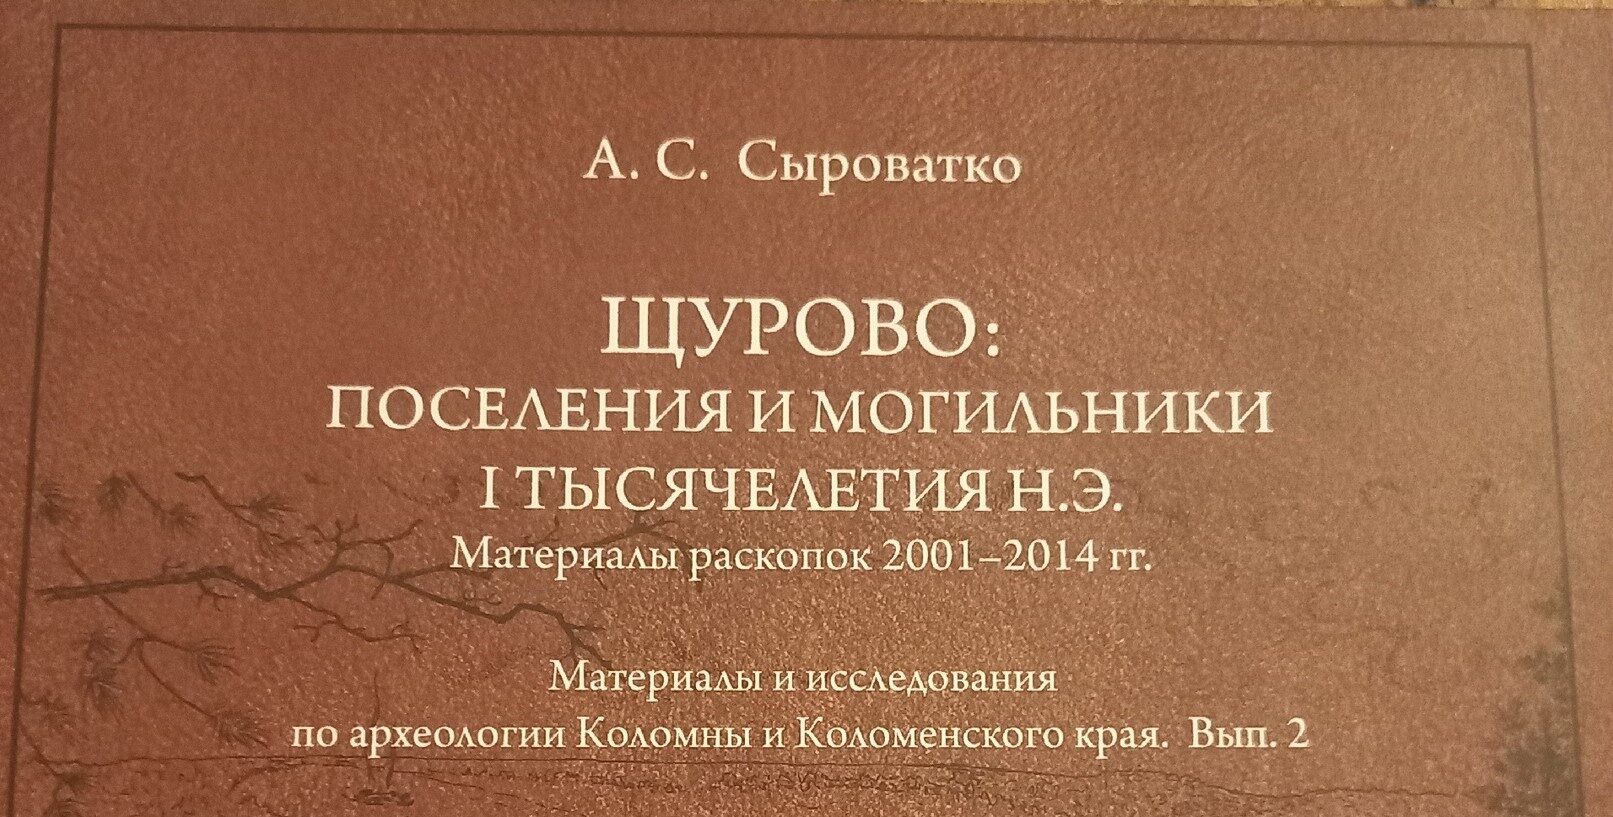 А. С. Сыроватко
ЩУРОВО:
ПОСЕЛЕНИЯ И МОГИЛЬНИКИ
I ТЫСЯЧЕЛЕТИЯ Н.Э.
Материалы раскопок 2001–2014 гг.
Материалы и исследования
по археологии Коломны и Коломенского края. Вып. 2